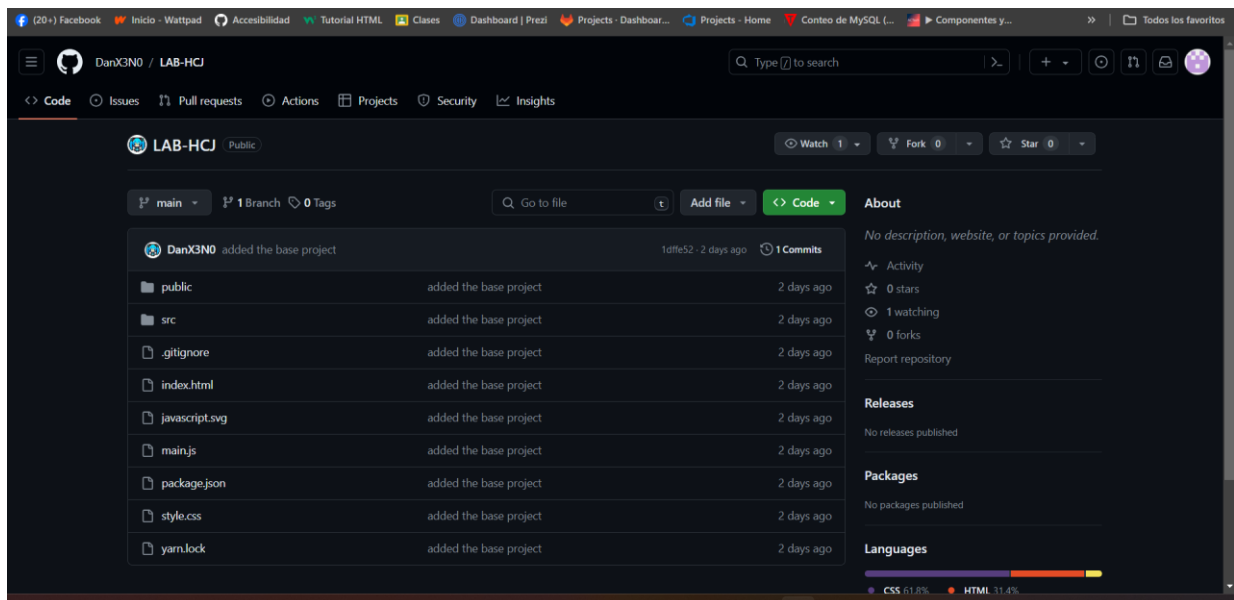 (20+) Facebook Inicio - Wattpad Accesibilidad Tutorial HTML Clases Dashboard | Prezi Projects · Dashboar... Projects - Home Conteo de MySQL (... ► Componentes y... » Todos los favoritos
DanX3N0 / LAB-HCJ Type / to search
Code Issues Pull requests Actions Projects Security Insights
LAB-HCJ Public Watch 1 Fork 0 Star 0
main 1 Branch 0 Tags Go to file t Add file Code About
No description, website, or topics provided.
DanX3N0 added the base project 1dffe52 · 2 days ago 1 Commits
Activity
public added the base project 2 days ago
0 stars
src added the base project 2 days ago
1 watching
0 forks
.gitignore added the base project 2 days ago
Report repository
index.html added the base project 2 days ago
Releases
javascript.svg added the base project 2 days ago
No releases published
main.js added the base project 2 days ago
Packages
package.json added the base project 2 days ago
No packages published
style.css added the base project 2 days ago
yarn.lock added the base project 2 days ago
Languages
CSS 61.8% HTML 31.4%